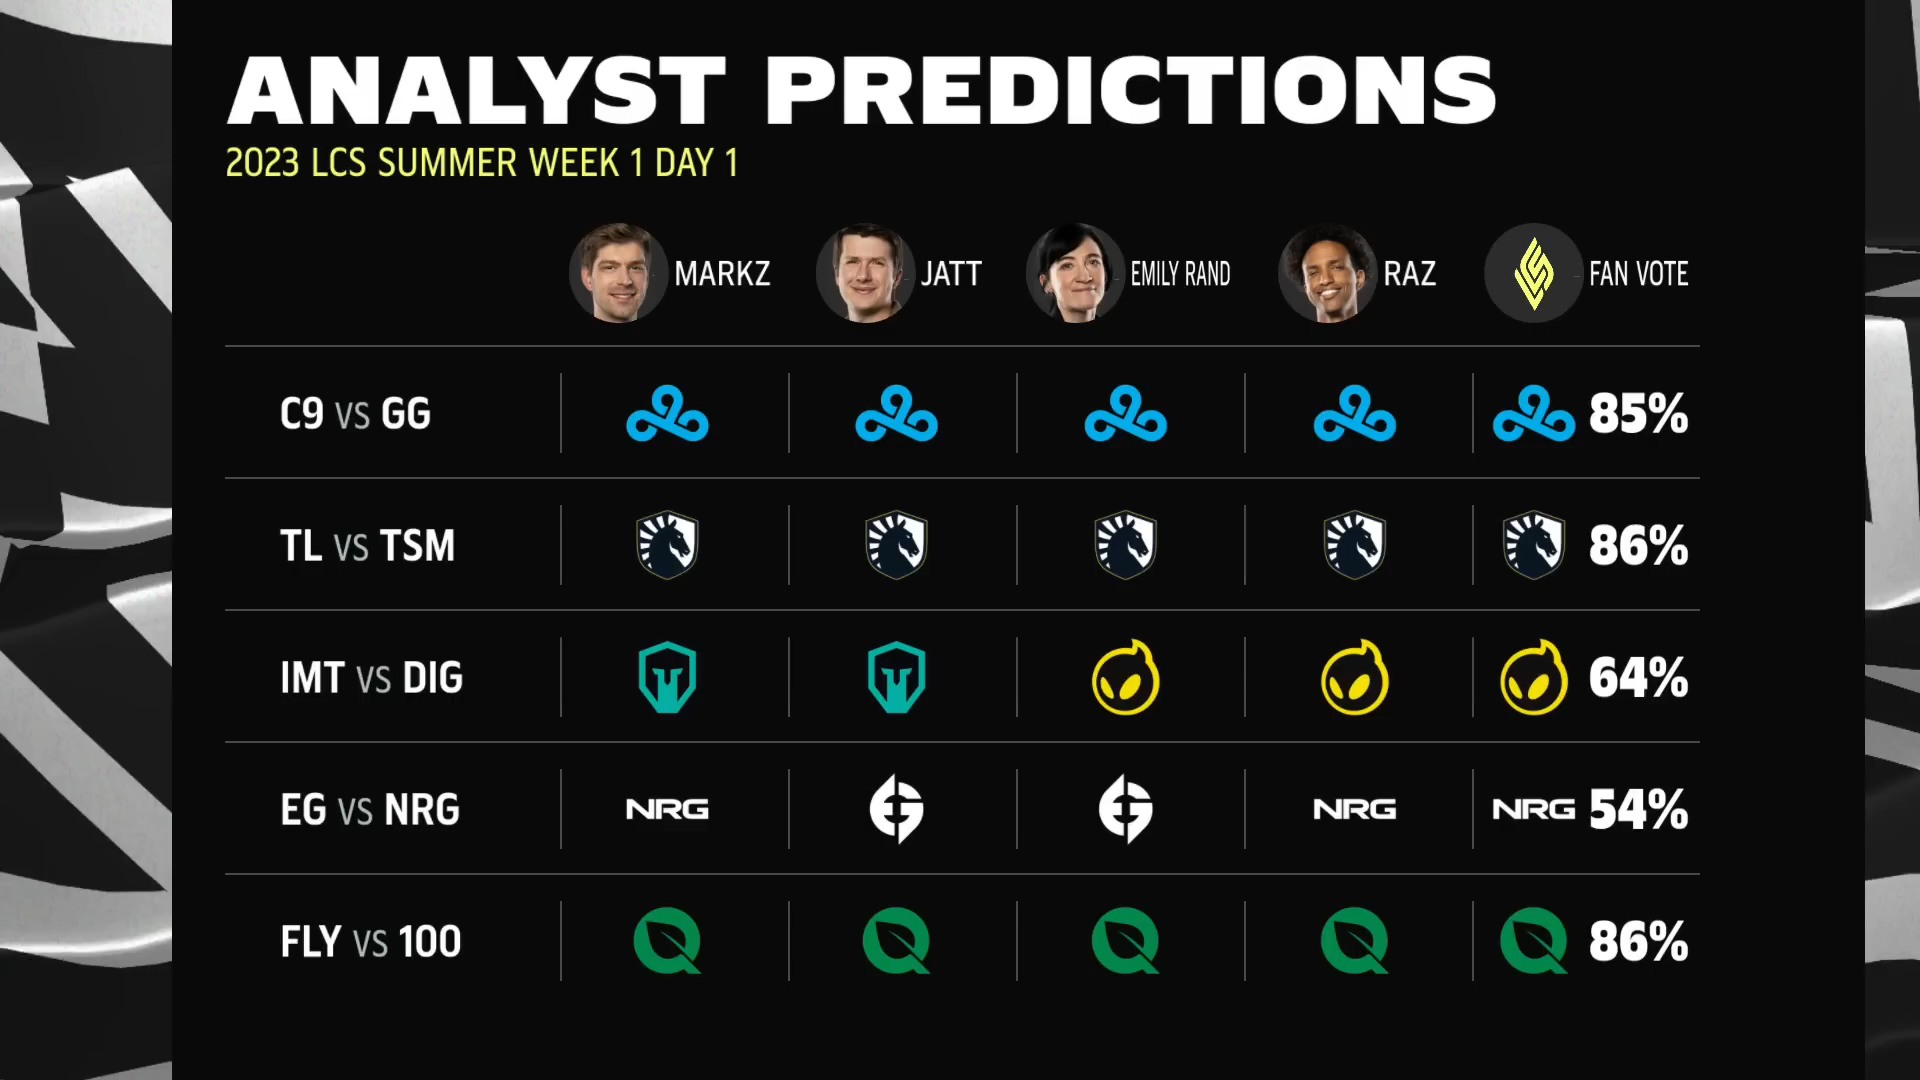 ANALYST PREDICTIONS
2023 LCS SUMMER WEEK 1 DAY 1
MARKZ JATT EMILY RAND RAZ FAN VOTE
C9 VS GG 85%
TL VS TSM 86%
IMT VS DIG 64%
EG VS NRG NRG NRG NRG 54%
FLY VS 100 86%